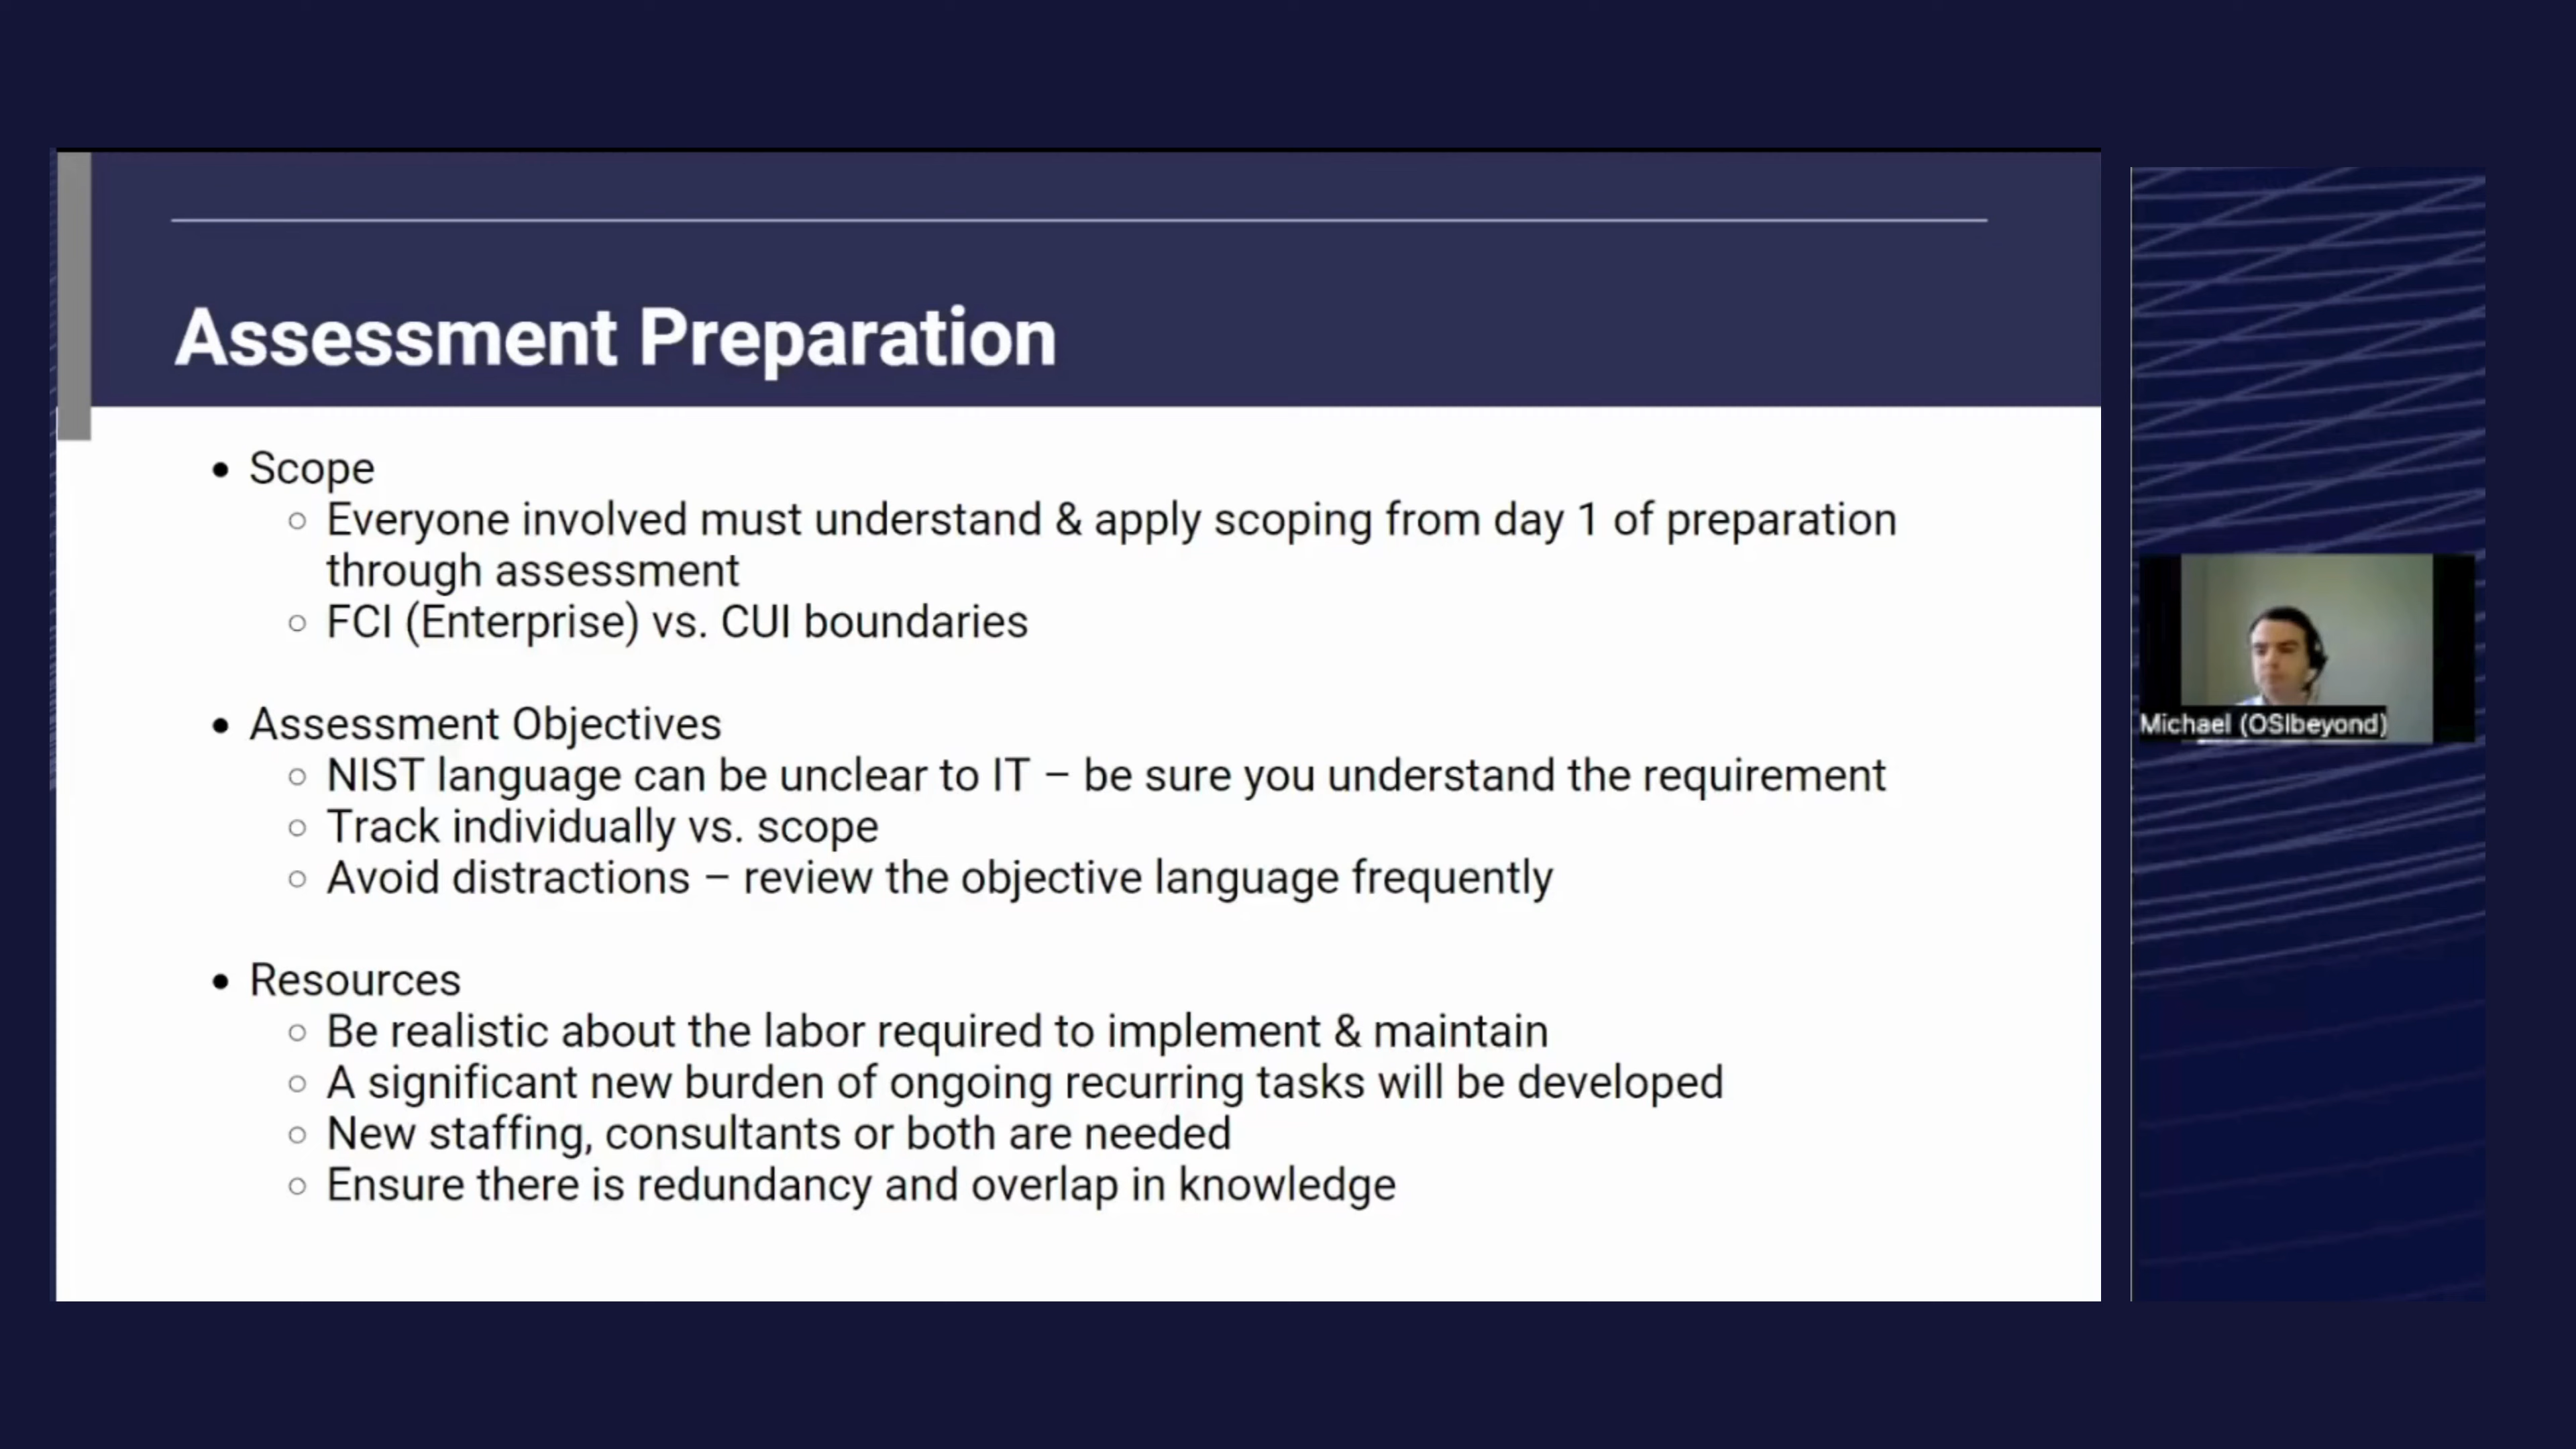 Assessment Preparation
• Scope
○ Everyone involved must understand & apply scoping from day 1 of preparation
through assessment
○ FCI (Enterprise) vs. CUI boundaries
• Assessment Objectives
○ NIST language can be unclear to IT – be sure you understand the requirement
○ Track individually vs. scope
○ Avoid distractions – review the objective language frequently
• Resources
○ Be realistic about the labor required to implement & maintain
○ A significant new burden of ongoing recurring tasks will be developed
○ New staffing, consultants or both are needed
○ Ensure there is redundancy and overlap in knowledge
Michael (OSIbeyond)